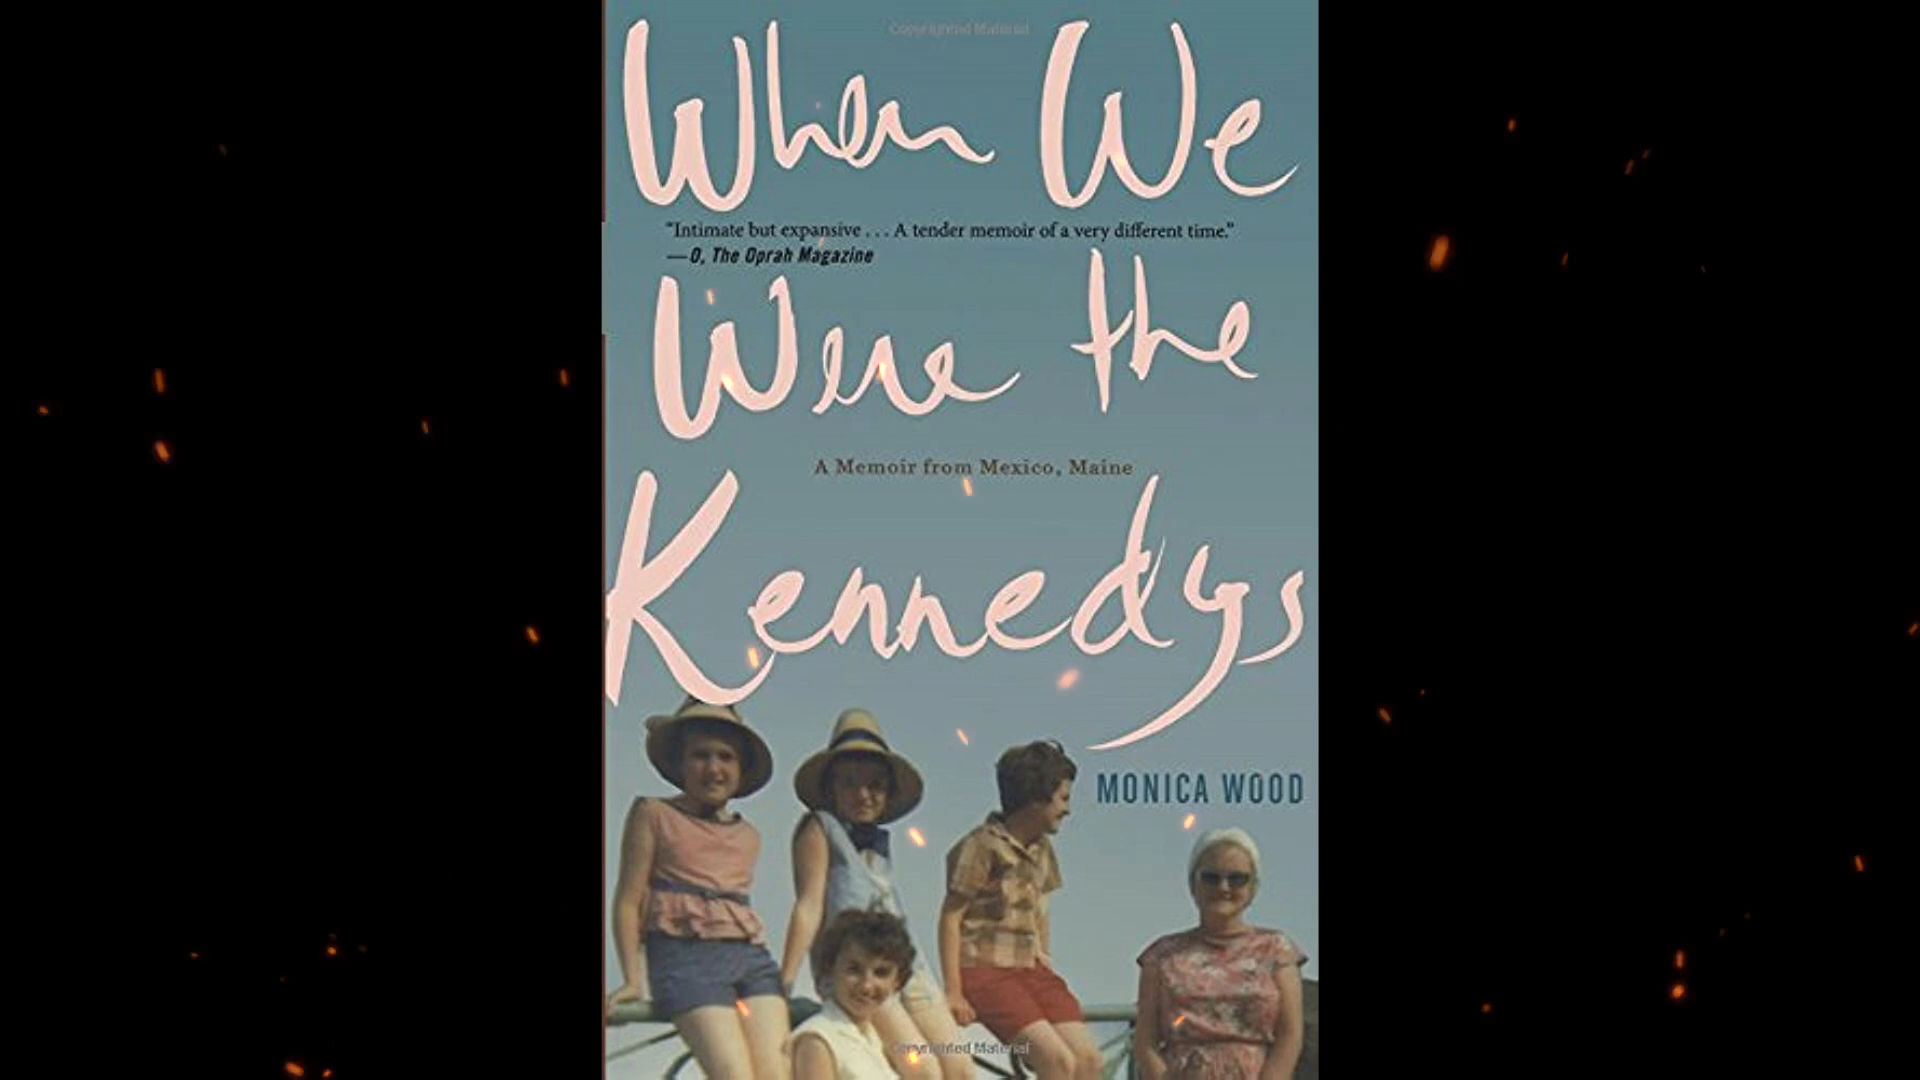 Copyrighted Material
When We
“Intimate but expansive . . . A tender memoir of a very different time.”
—O, The Oprah Magazine
Were the
A Memoir from Mexico, Maine
Kennedys
MONICA WOOD
Copyrighted Material